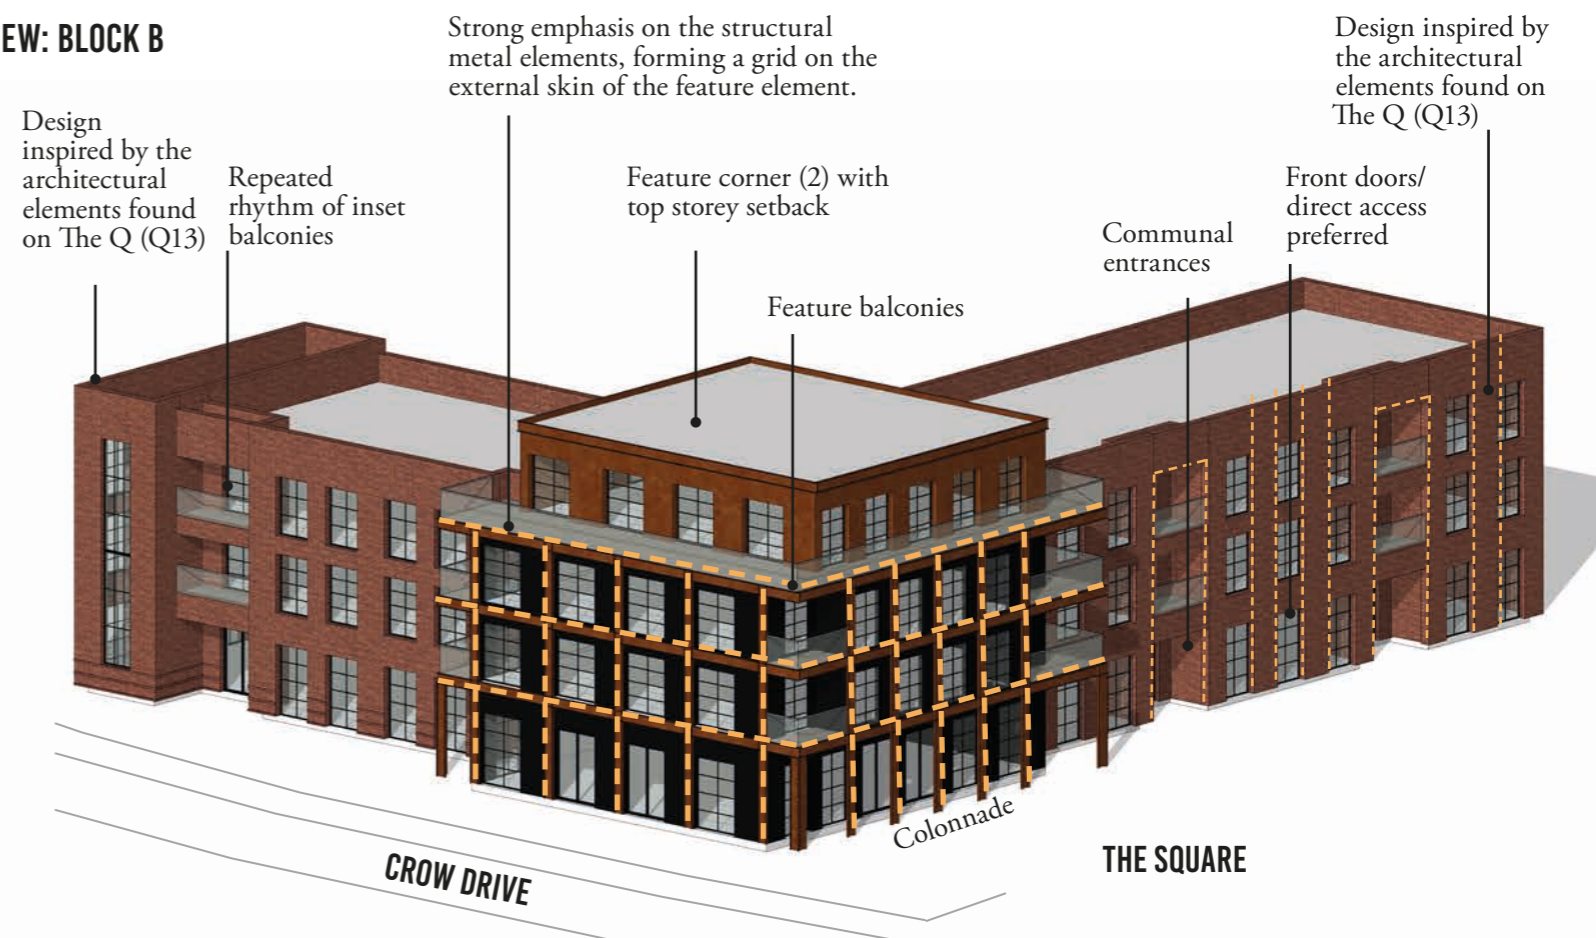 EW: BLOCK B
Strong emphasis on the structural
metal elements, forming a grid on the
external skin of the feature element.
Design inspired by
the architectural
elements found on
The Q (Q13)
Design
inspired by the
architectural
elements found
on The Q (Q13)
Repeated
rhythm of inset
balconies
Feature corner (2) with
top storey setback
Feature balconies
Communal
entrances
Front doors/
direct access
preferred
Colonnade
CROW DRIVE
THE SQUARE